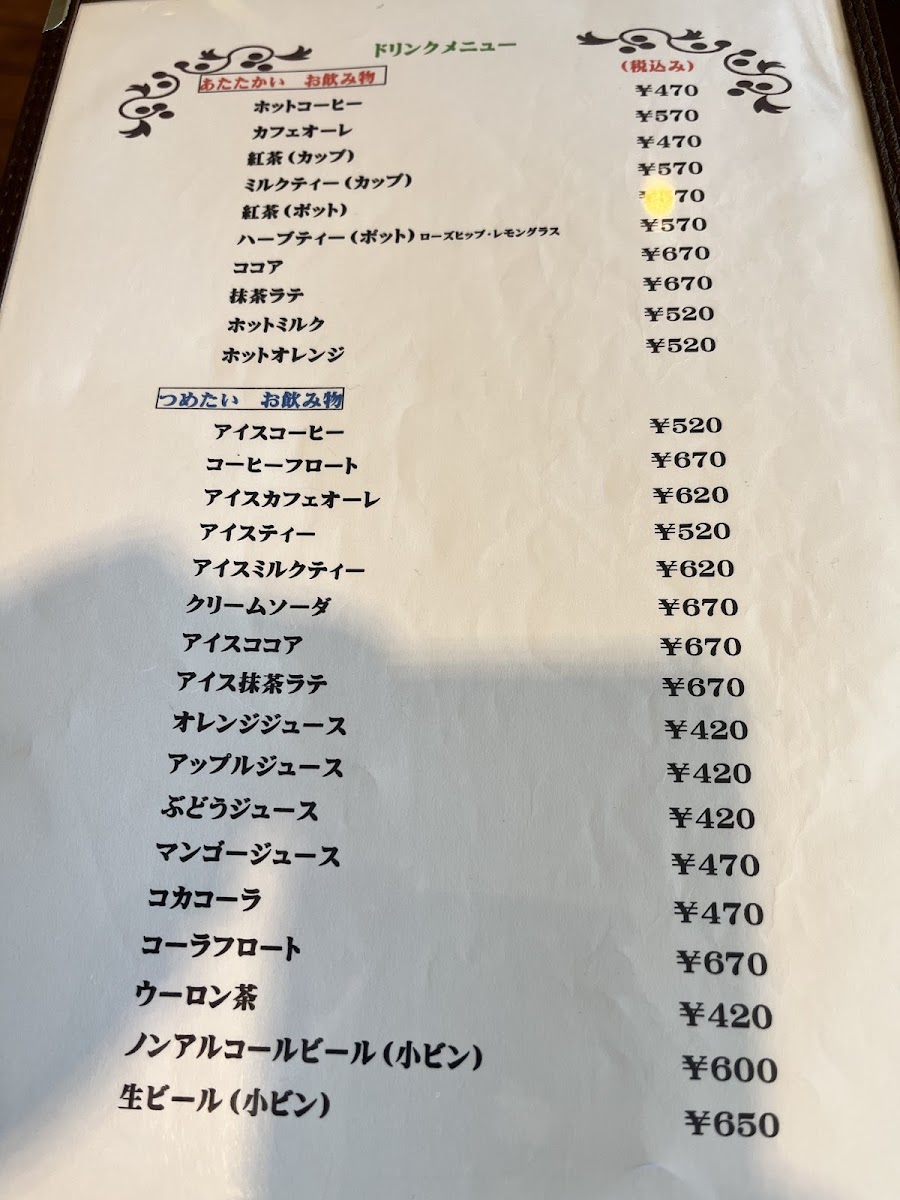 ドリンクメニュー
(税込み)
あたたかい お飲み物
ホットコーヒー ¥470
カフェオーレ ¥570
紅茶(カップ) ¥470
ミルクティー(カップ) ¥570
紅茶(ポット)
ハーブティー(ポット)ローズヒップ・レモングラス ¥570
ココア ¥670
抹茶ラテ ¥670
ホットミルク ¥520
ホットオレンジ ¥520
つめたい お飲み物
アイスコーヒー ¥520
コーヒーフロート ¥670
アイスカフェオーレ ¥620
アイスティー ¥520
アイスミルクティー ¥620
クリームソーダ ¥670
アイスココア ¥670
アイス抹茶ラテ ¥670
オレンジジュース ¥420
アップルジュース ¥420
ぶどうジュース ¥420
マンゴージュース ¥470
コカコーラ ¥470
コーラフロート ¥670
ウーロン茶 ¥420
ノンアルコールビール(小ビン) ¥600
生ビール(小ビン) ¥650